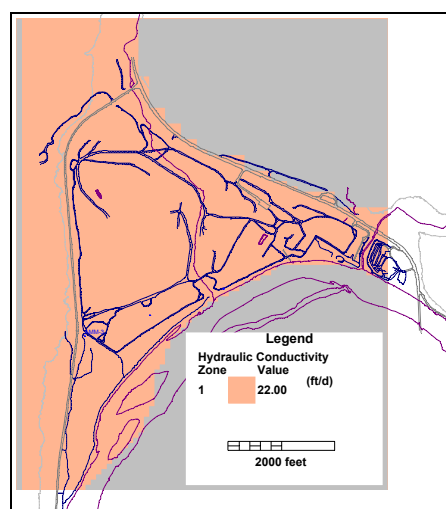 Legend
Hydraulic Conductivity
Zone Value
1 22.00 (ft/d)
2000 feet